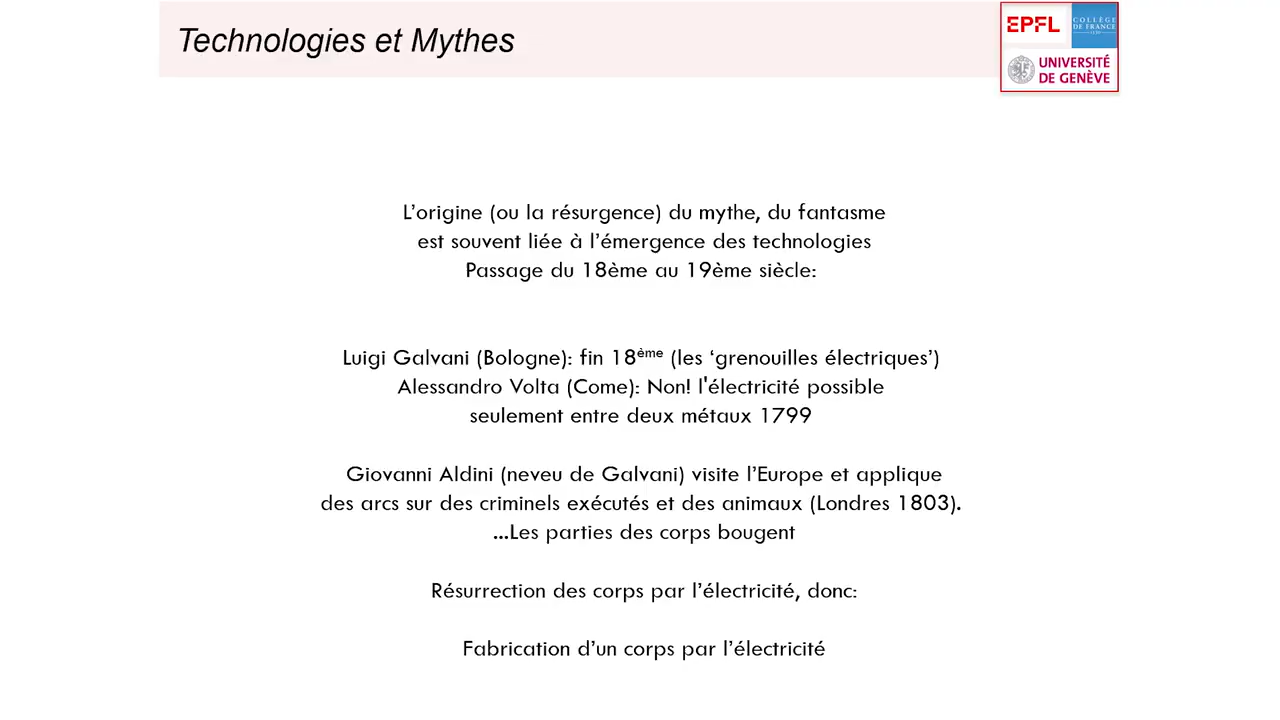 Technologies et Mythes
EPFL
COLLÈGE
DE FRANCE
1530
UNIVERSITÉ
DE GENÈVE
L’origine (ou la résurgence) du mythe, du fantasme
est souvent liée à l’émergence des technologies
Passage du 18ème au 19ème siècle:
Luigi Galvani (Bologne): fin 18ème (les ‘grenouilles électriques’)
Alessandro Volta (Come): Non! l'électricité possible
seulement entre deux métaux 1799
Giovanni Aldini (neveu de Galvani) visite l’Europe et applique
des arcs sur des criminels exécutés et des animaux (Londres 1803).
...Les parties des corps bougent
Résurrection des corps par l’électricité, donc:
Fabrication d’un corps par l’électricité